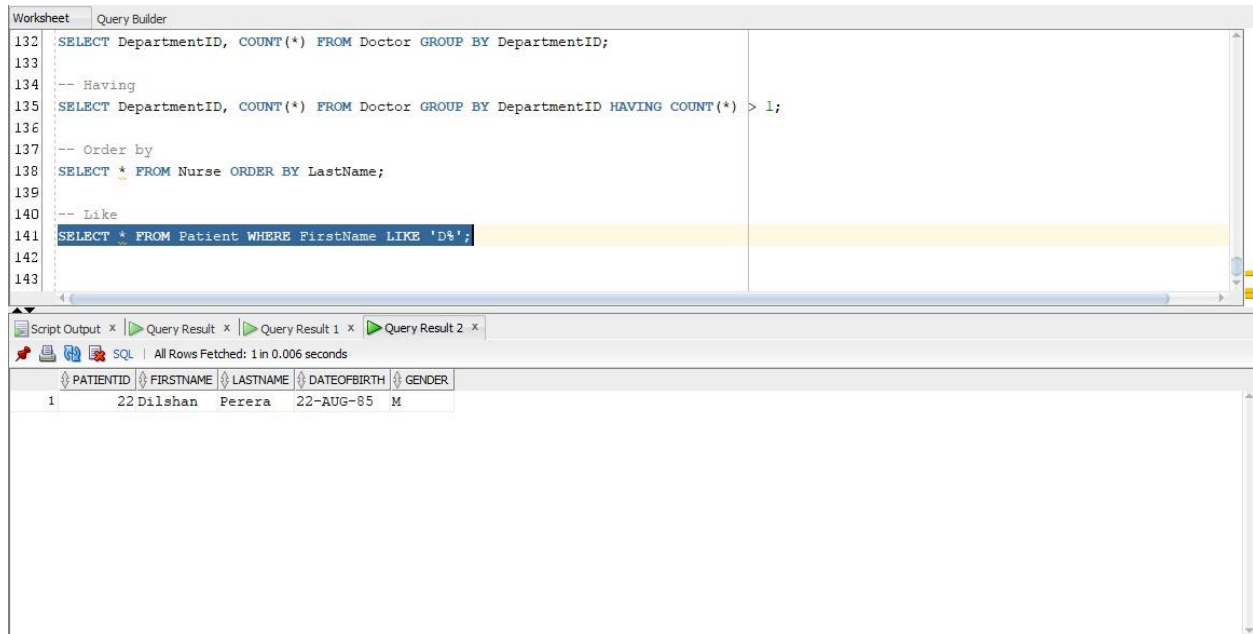 Worksheet Query Builder
132 SELECT DepartmentID, COUNT(*) FROM Doctor GROUP BY DepartmentID;
133
134 -- Having
135 SELECT DepartmentID, COUNT(*) FROM Doctor GROUP BY DepartmentID HAVING COUNT(*) > 1;
136
137 -- Order by
138 SELECT * FROM Nurse ORDER BY LastName;
139
140 -- Like
141 SELECT * FROM Patient WHERE FirstName LIKE 'D%';
142
143
Script Output x Query Result x Query Result 1 x Query Result 2 x
SQL | All Rows Fetched: 1 in 0.006 seconds
PATIENTID FIRSTNAME LASTNAME DATEOFBIRTH GENDER
1 22 Dilshan Perera 22-AUG-85 M